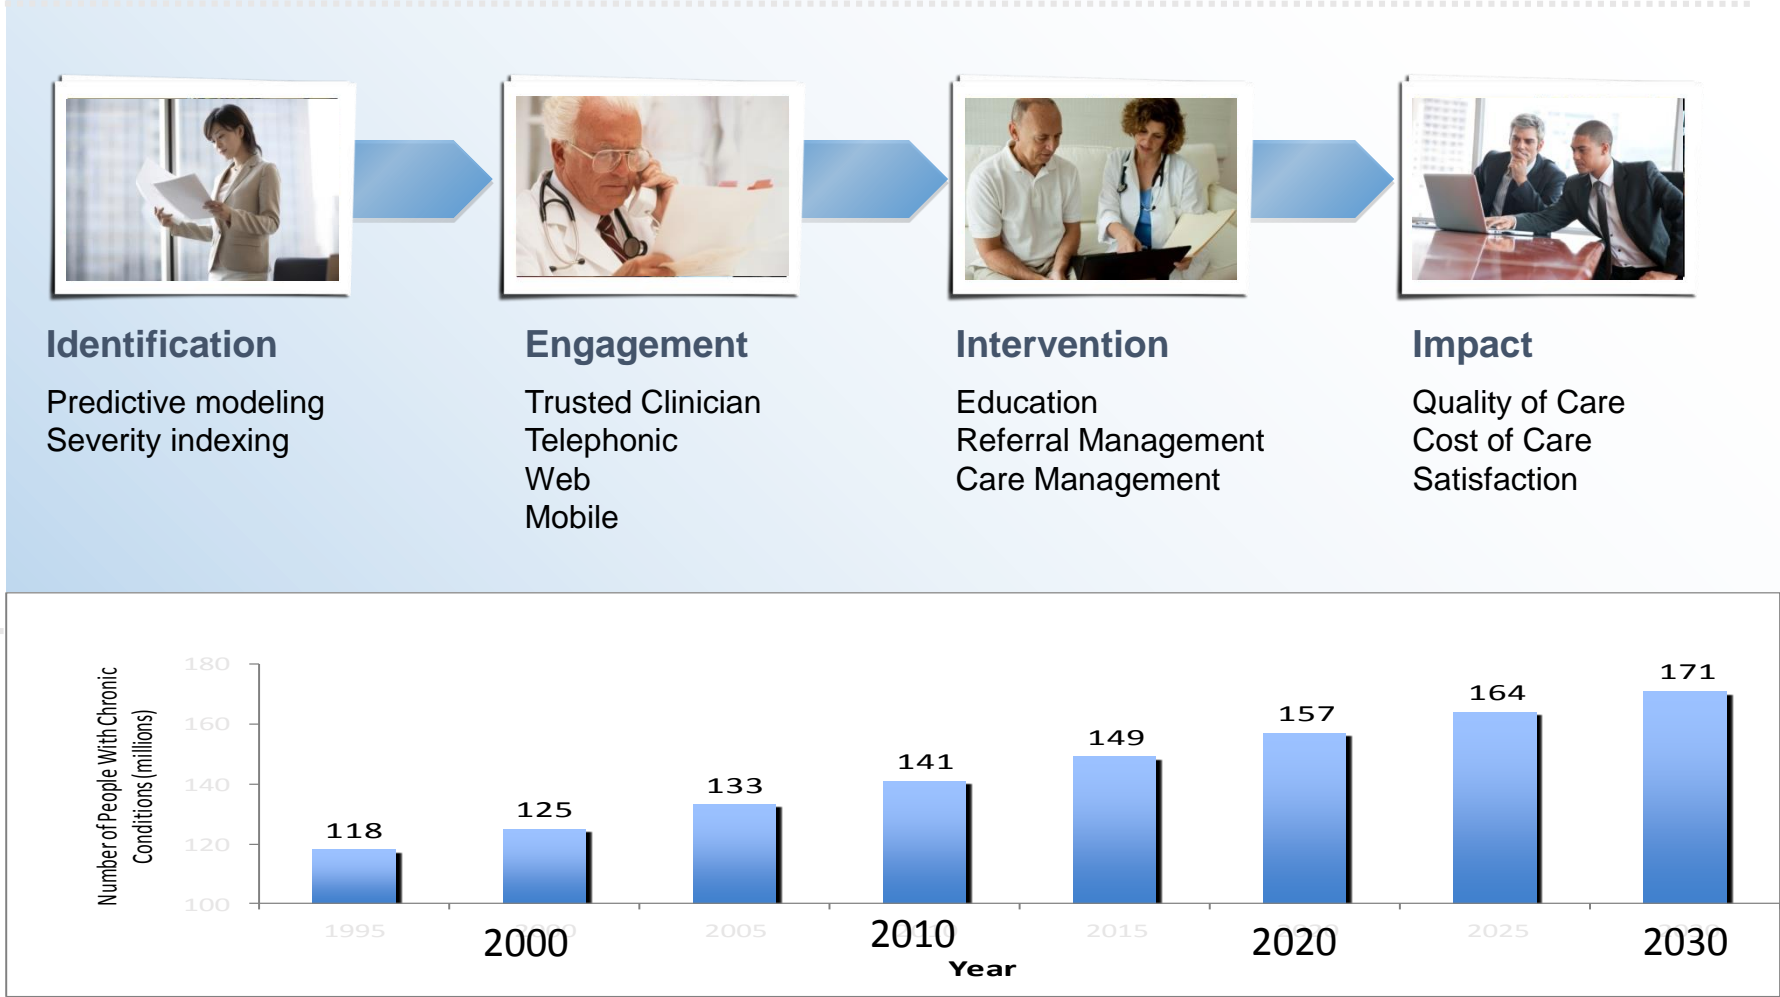 Identification
Predictive modeling
Severity indexing
Engagement
Trusted Clinician
Telephonic
Web
Mobile
Intervention
Education
Referral Management
Care Management
Impact
Quality of Care
Cost of Care
Satisfaction
Number of People With Chronic
Conditions (millions)
180
160
140
120
100
118
125
133
141
149
157
164
171
1995
2000
2005
2010
2015
2020
2025
2030
Year